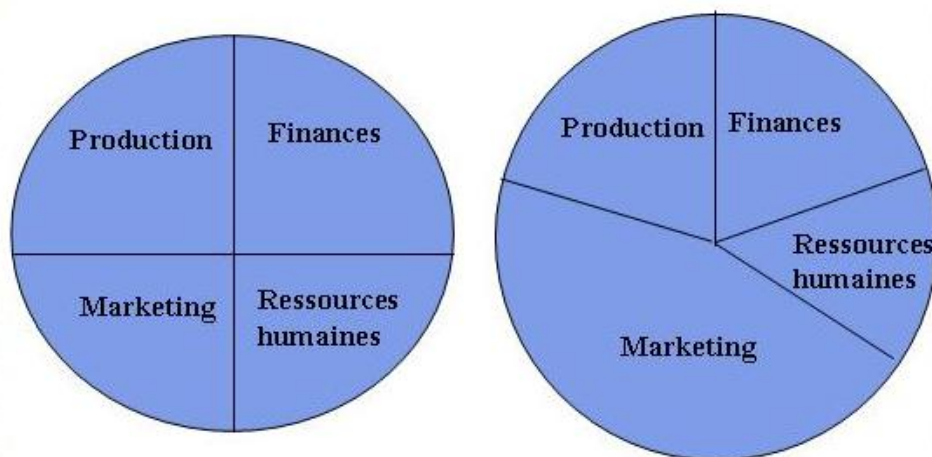 Production
Finances
Marketing
Ressources
humaines
Production
Finances
Ressources
humaines
Marketing